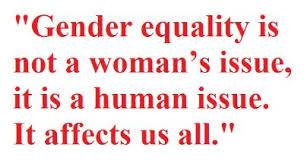 "Gender equality is
not a woman’s issue,
it is a human issue.
It affects us all."